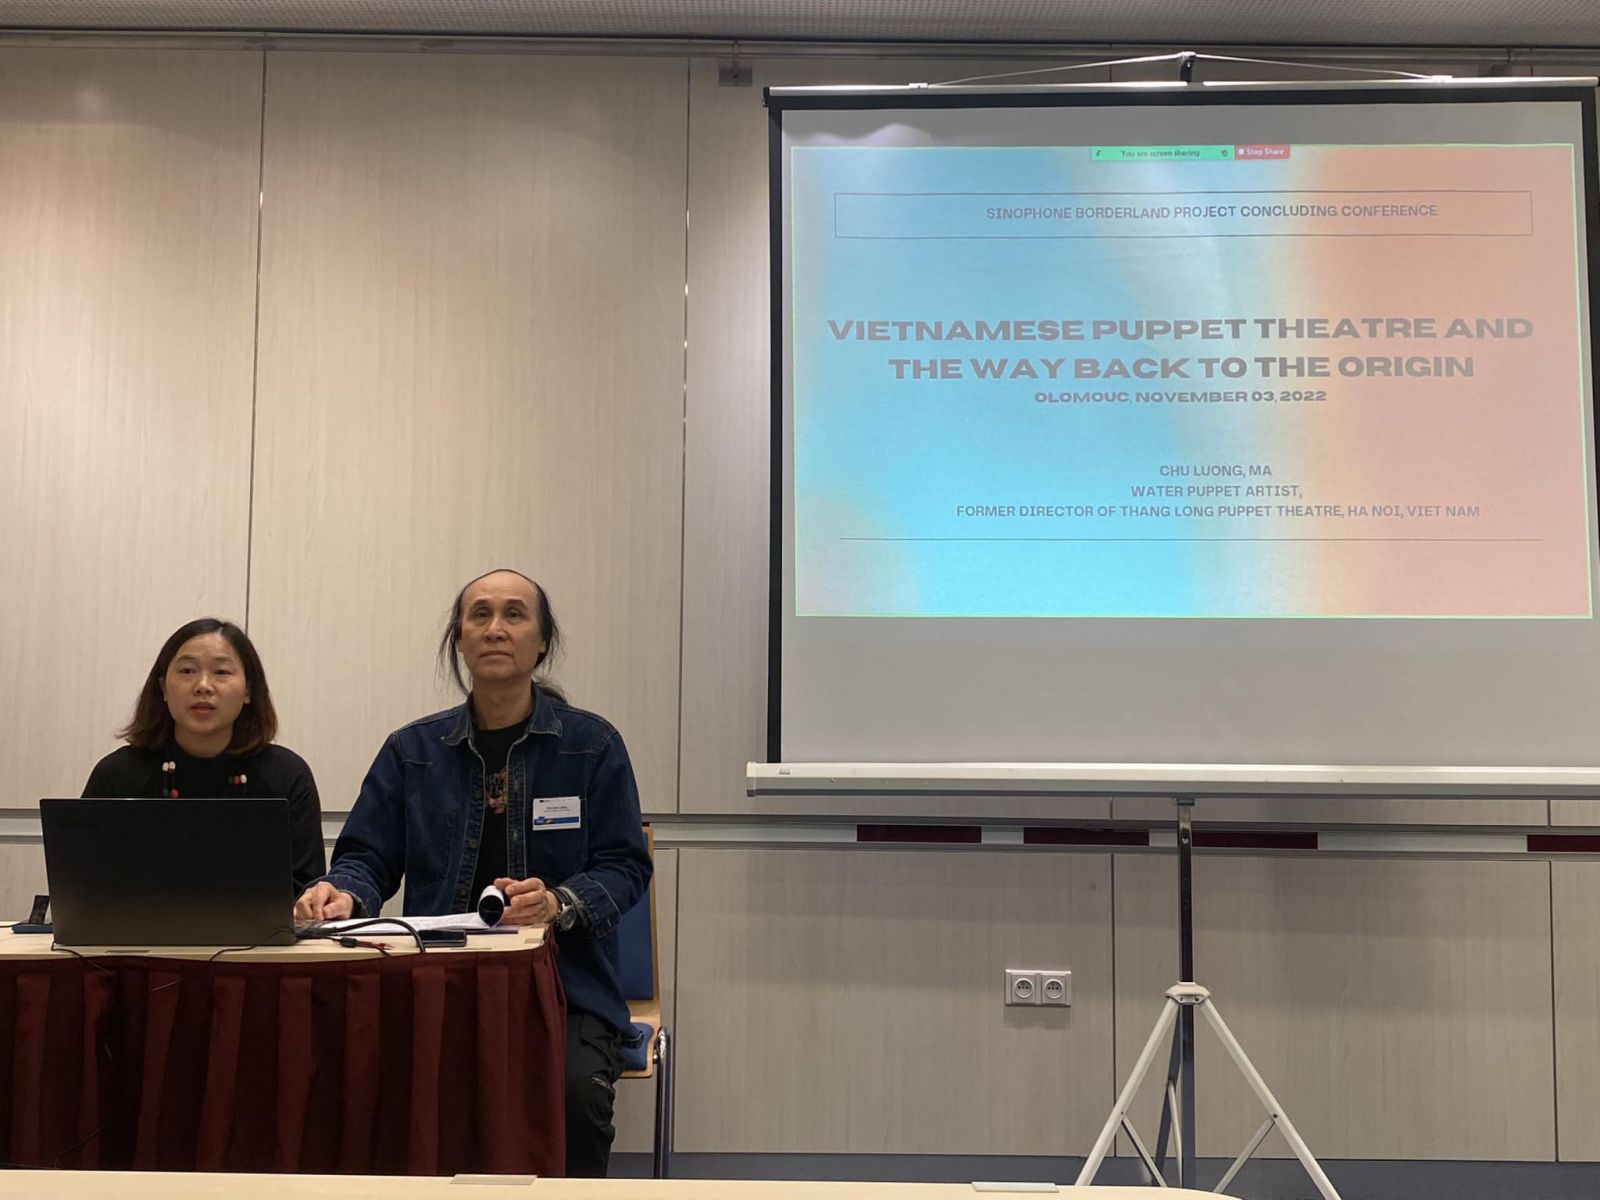 You are screen sharing
Stop Share
SINOPHONE BORDERLAND PROJECT CONCLUDING CONFERENCE
VIETNAMESE PUPPET THEATRE AND
THE WAY BACK TO THE ORIGIN
OLOMOUC, NOVEMBER 03, 2022
CHU LUONG, MA
WATER PUPPET ARTIST,
FORMER DIRECTOR OF THANG LONG PUPPET THEATRE, HA NOI, VIET NAM